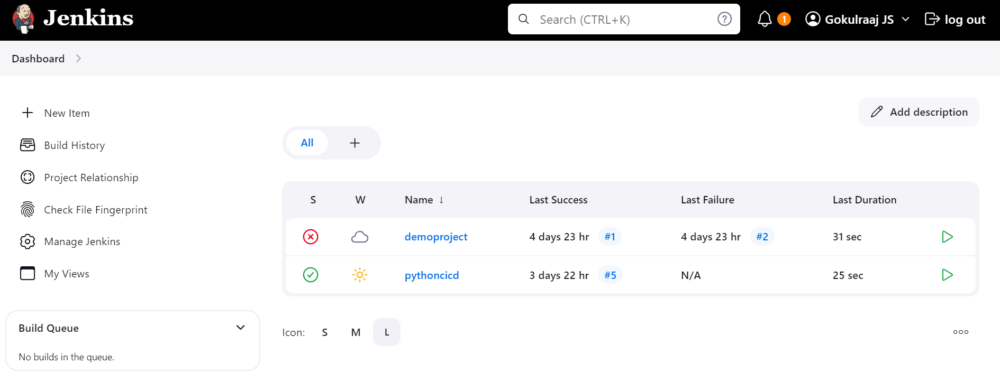 Jenkins
Search (CTRL+K)
1
Gokulraaj JS
log out
Dashboard
New Item
Build History
Project Relationship
Check File Fingerprint
Manage Jenkins
My Views
Build Queue
No builds in the queue.
Add description
All
S W Name ↓ Last Success Last Failure Last Duration
demoproject 4 days 23 hr #1 4 days 23 hr #2 31 sec
pythoncicd 3 days 22 hr #5 N/A 25 sec
Icon: S M L